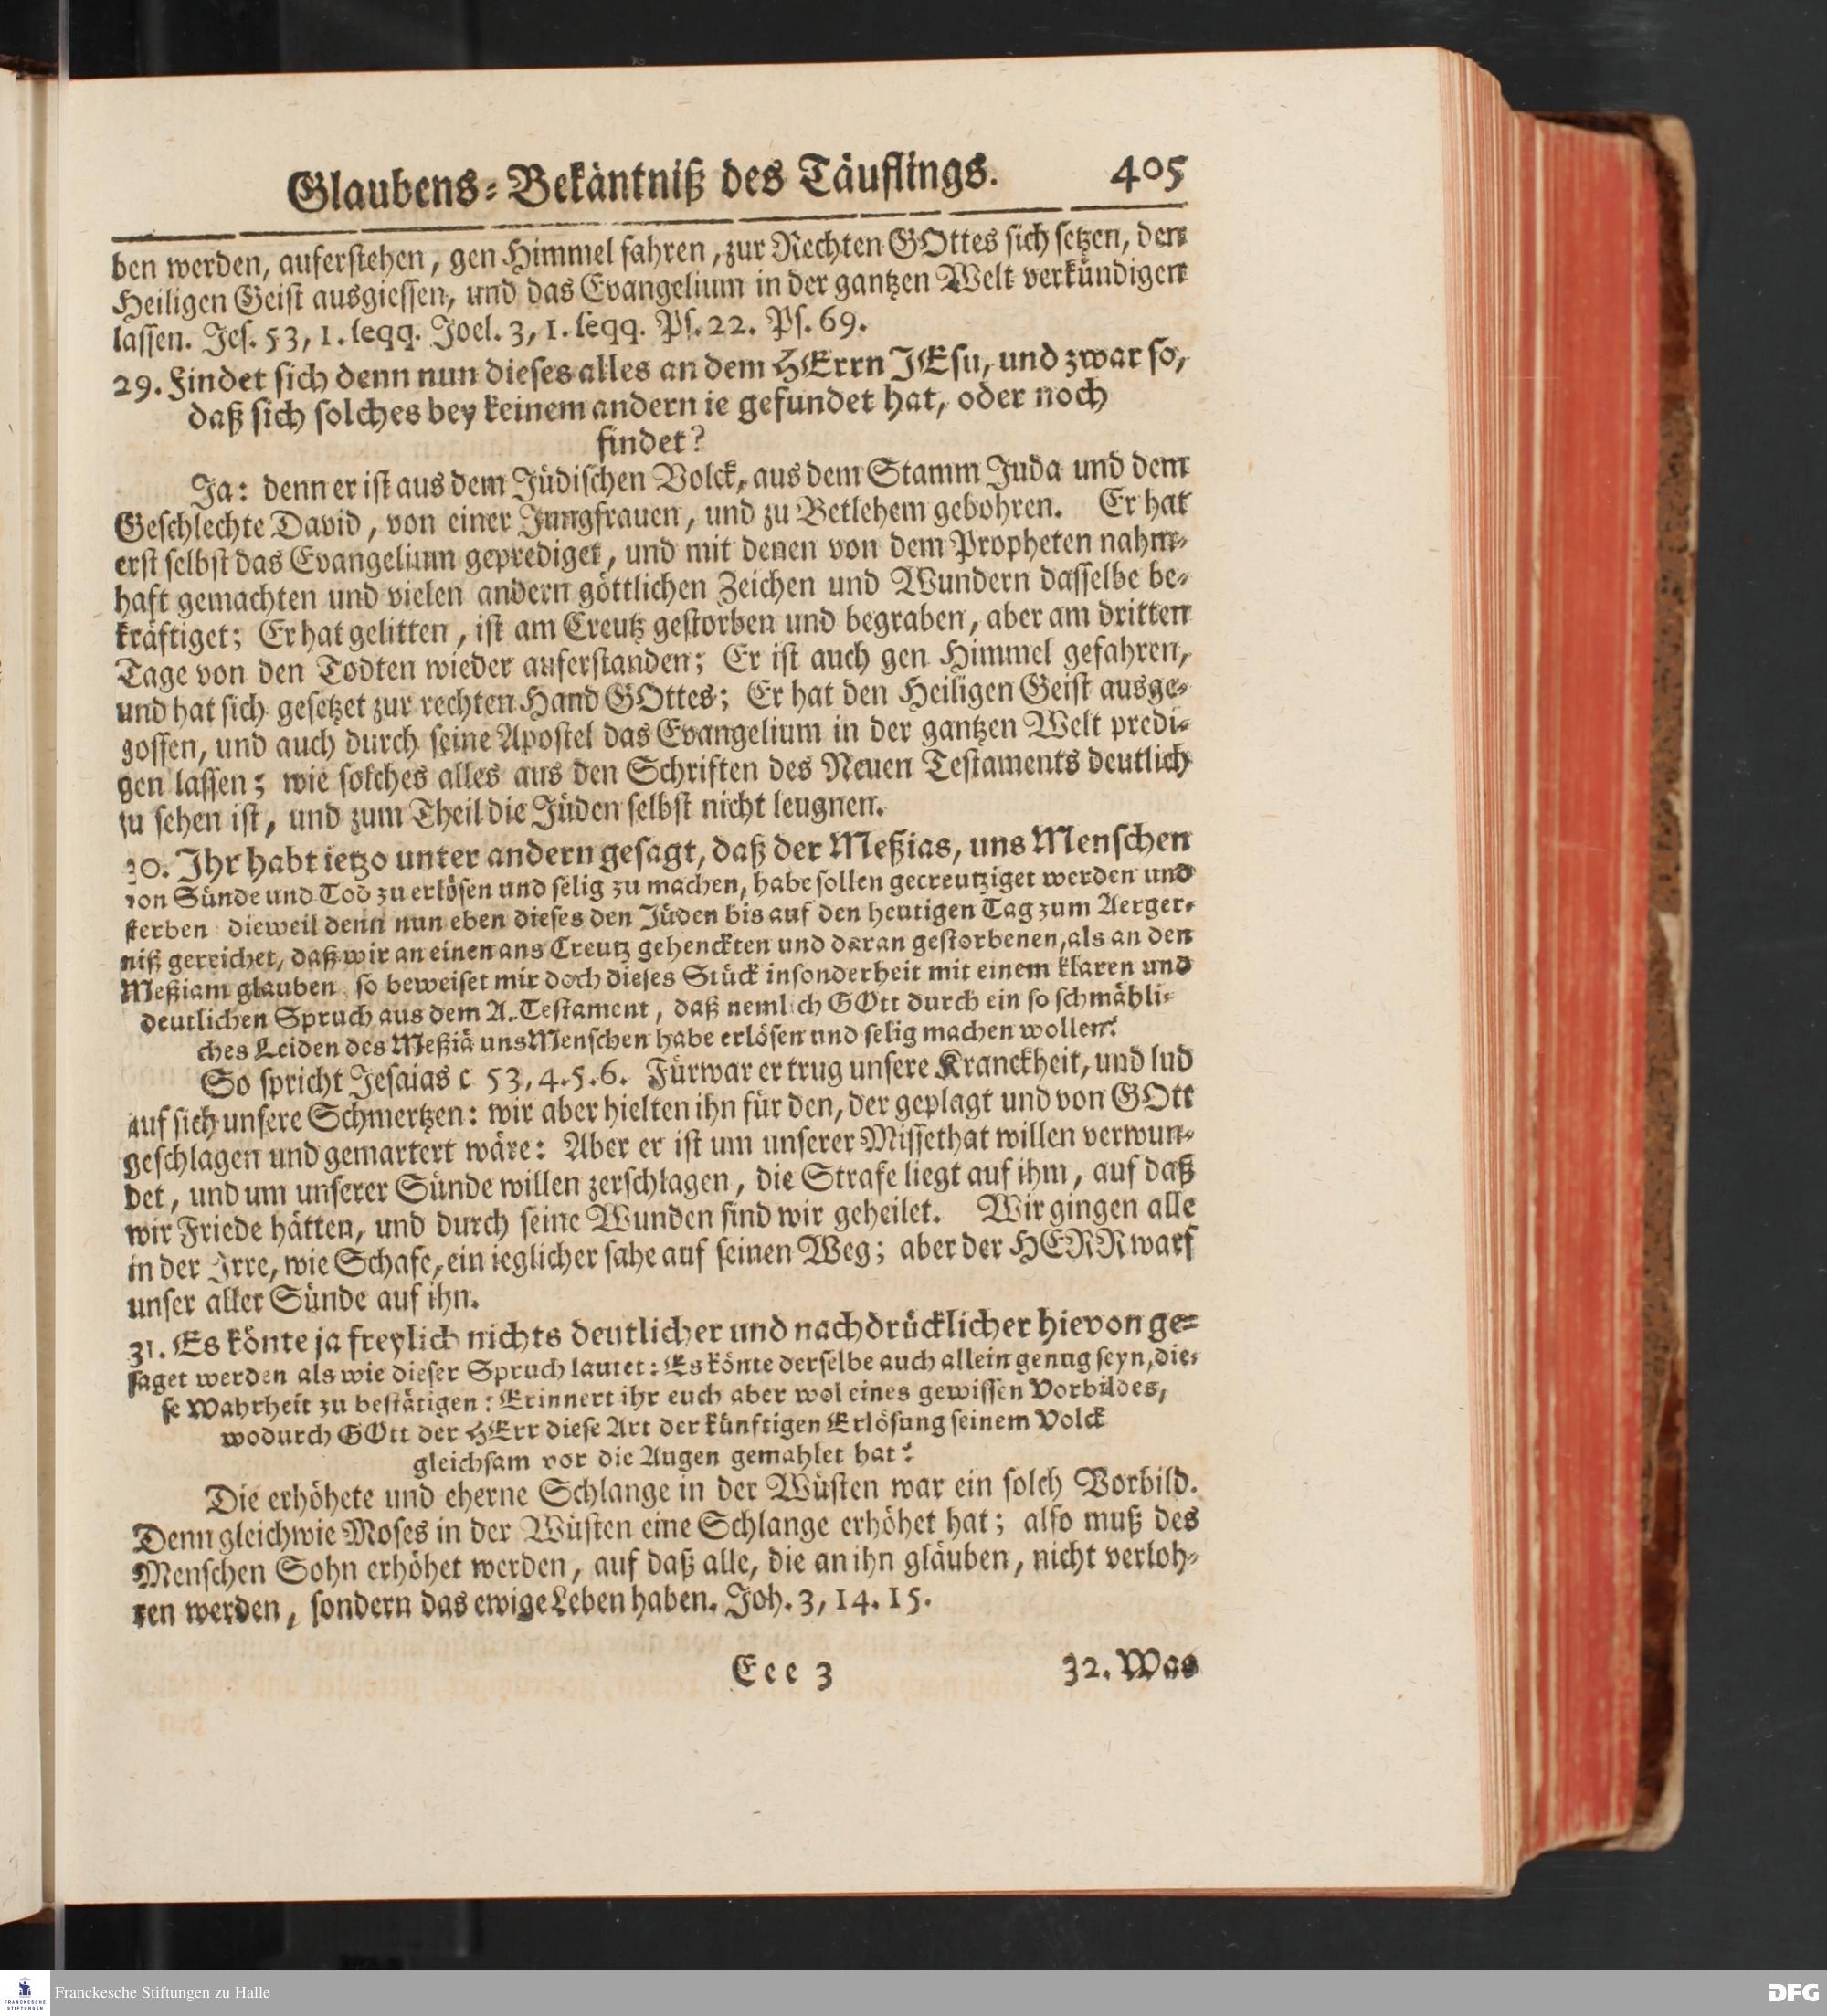 Glaubens-Bekäntniß des Täuflings. 405
ben werden, auferstehen, gen Himmel fahren, zur Rechten GOttes sich setzen, den
Heiligen Geist ausgiessen, und das Evangelium in der gantzen Welt verkündigen
lassen. Jes. 53, 1. seqq. Joel. 3, 1. seqq. Ps. 22. Ps. 69.
29. Findet sich denn nun dieses alles an dem HErrn JEsu, und zwar so,
daß sich solches bey keinem andern ie gefundet hat, oder noch
findet?
Ja: denn er ist aus dem Jüdischen Volck, aus dem Stamm Juda und dem
Geschlechte David, von einer Jungfrauen, und zu Betlehem gebohren. Er hat
erst selbst das Evangelium geprediget, und mit denen von dem Propheten nahm-
haft gemachten und vielen andern göttlichen Zeichen und Wundern dasselbe be-
kräftiget; Er hat gelitten, ist am Creutz gestorben und begraben, aber am dritten
Tage von den Todten wieder auferstanden; Er ist auch gen Himmel gefahren,
und hat sich gesetzet zur rechten Hand GOttes; Er hat den Heiligen Geist ausge-
gossen, und auch durch seine Apostel das Evangelium in der gantzen Welt predi-
gen lassen; wie solches alles aus den Schriften des Neuen Testaments deutlich
zu sehen ist, und zum Theil die Jüden selbst nicht leugnen.
30. Ihr habt ietzo unter andern gesagt, daß der Meßias, uns Menschen
von Sünde und Tod zu erlösen und selig zu machen, habe sollen gecreutziget werden und
sterben dieweil denn nun eben dieses den Jüden bis auf den heutigen Tag zum Aerger-
niß gereichet, daß wir an einen ans Creutz gehenckten und daran gestorbenen, als an den
Meßiam glauben so beweiset mir doch dieses Stück insonderheit mit einem klaren und
deutlichen Spruch aus dem A. Testament, daß nemlich GOtt durch ein so schmähli-
ches Leiden des Meßiä uns Menschen habe erlösen und selig machen wollen?
So spricht Jesaias c 53, 4. 5. 6. Fürwar er trug unsere Kranckheit, und lud
auf sich unsere Schmertzen: wir aber hielten ihn für den, der geplagt und von GOtt
geschlagen und gemartert wäre: Aber er ist um unserer Missethat willen verwun-
det, und um unserer Sünde willen zerschlagen, die Strafe liegt auf ihm, auf daß
wir Friede hätten, und durch seine Wunden sind wir geheilet. Wir gingen alle
in der Irre, wie Schafe, ein ieglicher sahe auf seinen Weg; aber der HERR warf
unser aller Sünde auf ihn.
31. Es könte ja freylich nichts deutlicher und nachdrücklicher hievon ge-
saget werden als wie dieser Spruch lautet: Es könte derselbe auch allein genug seyn, die-
se Wahrheit zu bestätigen: Erinnert ihr euch aber wol eines gewissen Vorbildes,
wodurch GOtt der HErr diese Art der künftigen Erlösung seinem Volck
gleichsam vor die Augen gemahlet hat?
Die erhöhete und eherne Schlange in der Wüsten war ein solch Vorbild.
Denn gleichwie Moses in der Wüsten eine Schlange erhöhet hat; also muß des
Menschen Sohn erhöhet werden, auf daß alle, die an ihn gläuben, nicht verloh-
ren werden, sondern das ewige Leben haben. Joh. 3, 14. 15.
Eee 3 32. Was
FRANCKESCHE STIFTUNGEN
Franckesche Stiftungen zu Halle
DFG